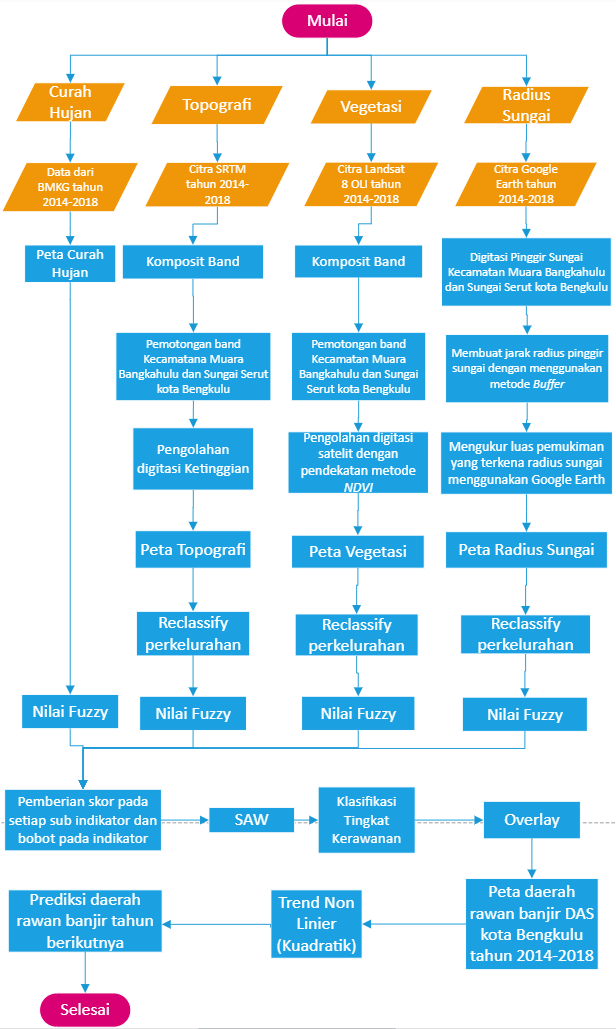 Mulai
Curah
Hujan
Topografi
Vegetasi
Radius
Sungai
Data dari
BMKG tahun
2014-2018
Citra SRTM
tahun 2014-
2018
Citra Landsat
8 OLI tahun
2014-2018
Citra Google
Earth tahun
2014-2018
Peta Curah
Hujan
Komposit Band
Komposit Band
Digitasi Pinggir Sungai
Kecamatan Muara Bangkahulu
dan Sungai Serut kota Bengkulu
Pemotongan band
Kecamatana Muara
Bangkahulu dan Sungai Serut
kota Bengkulu
Pemotongan band
Kecamatan Muara
Bangkahulu dan Sungai
Serut kota Bengkulu
Membuat jarak radius pinggir
sungai dengan menggunakan
metode Buffer
Pengolahan
digitasi Ketinggian
Pengolahan digitasi
satelit dengan
pendekatan metode
NDVI
Mengukur luas pemukiman
yang terkena radius sungai
menggunakan Google Earth
Peta Topografi
Peta Vegetasi
Peta Radius Sungai
Reclassify
perkelurahan
Reclassify
perkelurahan
Reclassify
perkelurahan
Nilai Fuzzy
Nilai Fuzzy
Nilai Fuzzy
Nilai Fuzzy
Pemberian skor pada
setiap sub indikator dan
bobot pada indikator
SAW
Klasifikasi
Tingkat
Kerawanan
Overlay
Peta daerah
rawan banjir DAS
kota Bengkulu
tahun 2014-2018
Trend Non
Linier
(Kuadratik)
Prediksi daerah
rawan banjir tahun
berikutnya
Selesai